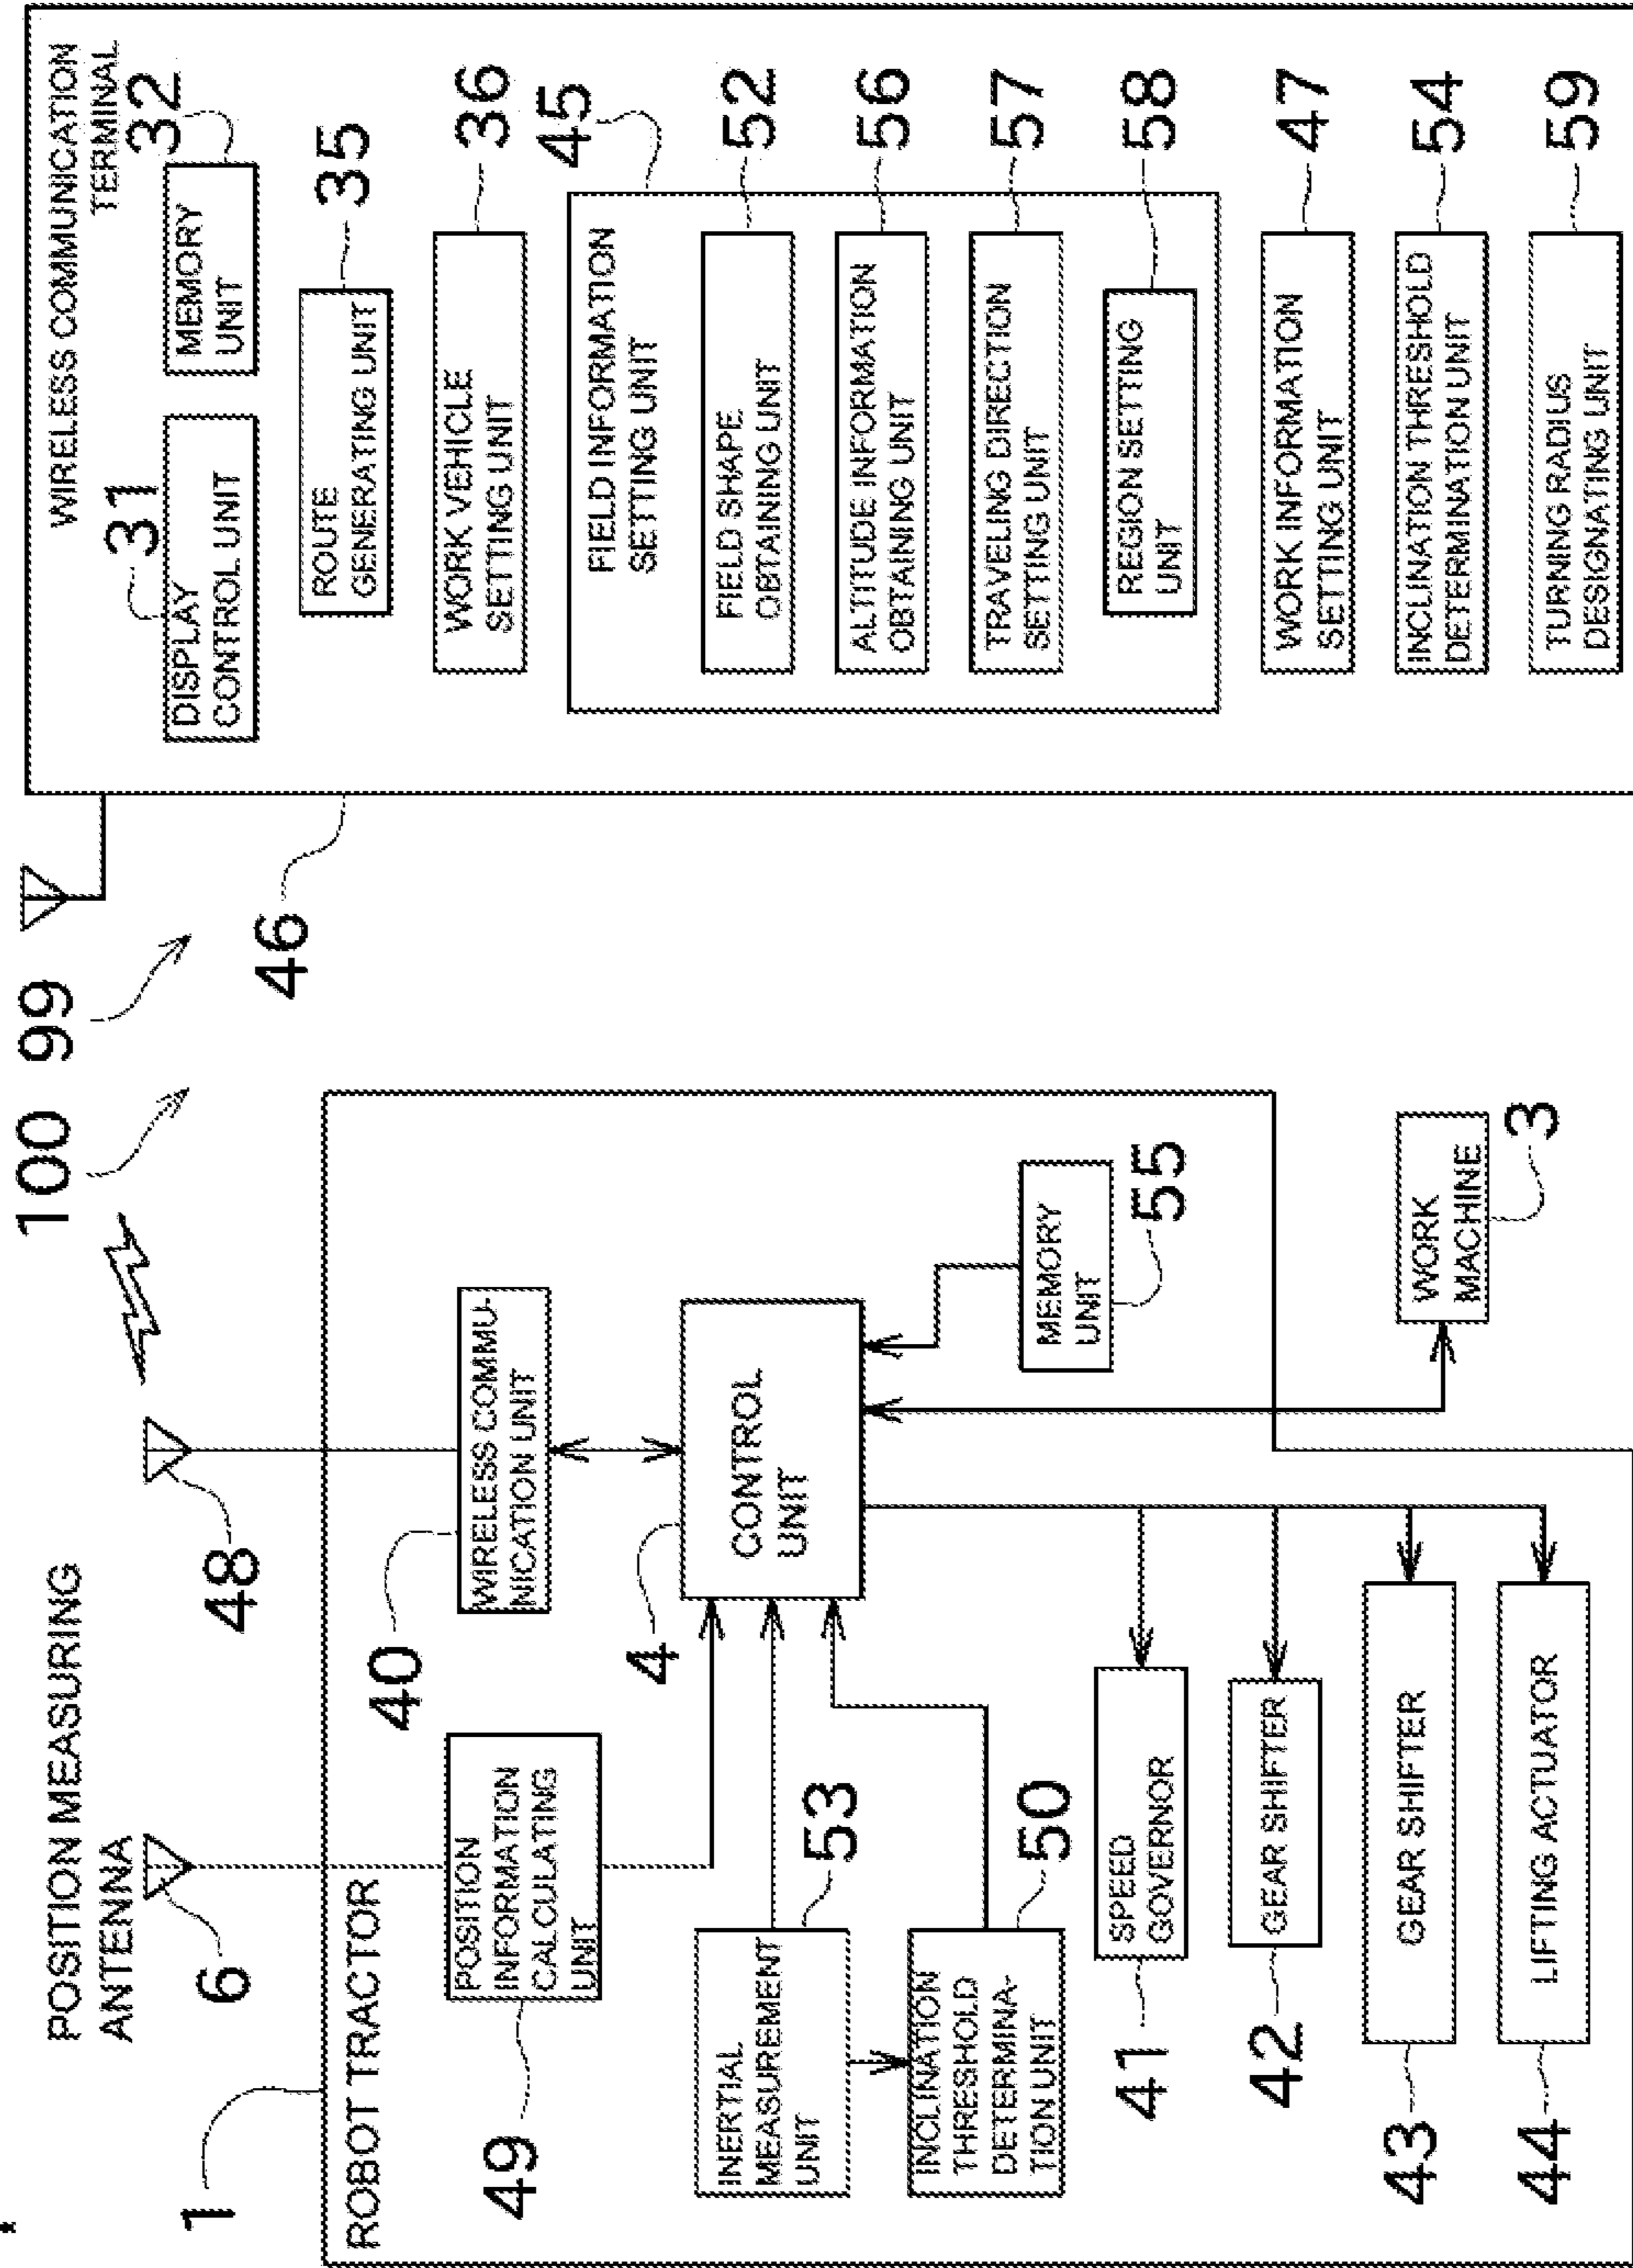 100
99
POSITION MEASURING
ANTENNA
6
48
1
ROBOT TRACTOR
POSITION
INFORMATION
CALCULATING
UNIT
49
WIRELESS COMMU-
NICATION UNIT
40
CONTROL
UNIT
4
INERTIAL
MEASUREMENT
UNIT
53
INCLINATION
THRESHOLD
DETERMINA-
TION UNIT
50
MEMORY
UNIT
55
SPEED
GOVERNOR
41
GEAR SHIFTER
42
GEAR SHIFTER
43
LIFTING ACTUATOR
44
WORK
MACHINE
3
46
WIRELESS COMMUNICATION
TERMINAL
31
DISPLAY
CONTROL UNIT
32
MEMORY
UNIT
ROUTE
GENERATING UNIT
35
WORK VEHICLE
SETTING UNIT
36
FIELD INFORMATION
SETTING UNIT
45
FIELD SHAPE
OBTAINING UNIT
52
ALTITUDE INFORMATION
OBTAINING UNIT
56
TRAVELING DIRECTION
SETTING UNIT
57
REGION SETTING
UNIT
58
WORK INFORMATION
SETTING UNIT
47
INCLINATION THRESHOLD
DETERMINATION UNIT
54
TURNING RADIUS
DESIGNATING UNIT
59